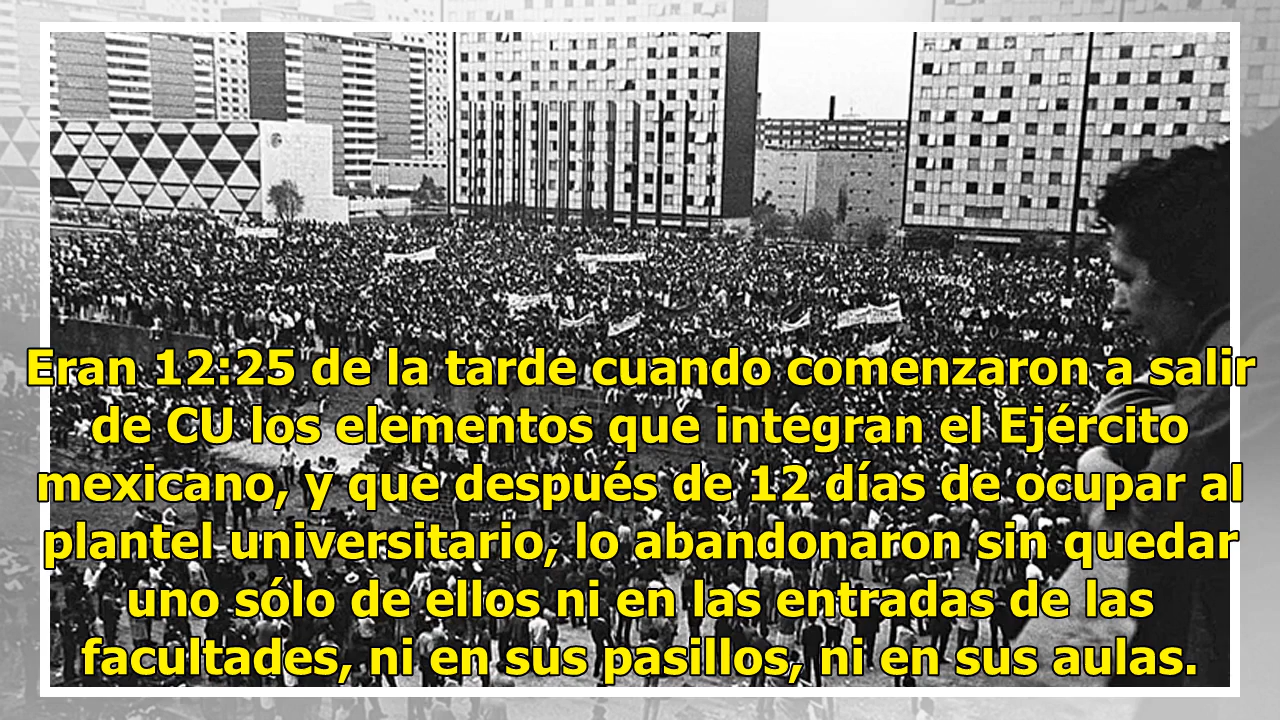 Eran 12:25 de la tarde cuando comenzaron a salir
de CU los elementos que integran el Ejército
mexicano, y que después de 12 días de ocupar al
plantel universitario, lo abandonaron sin quedar
uno sólo de ellos ni en las entradas de las
facultades, ni en sus pasillos, ni en sus aulas.